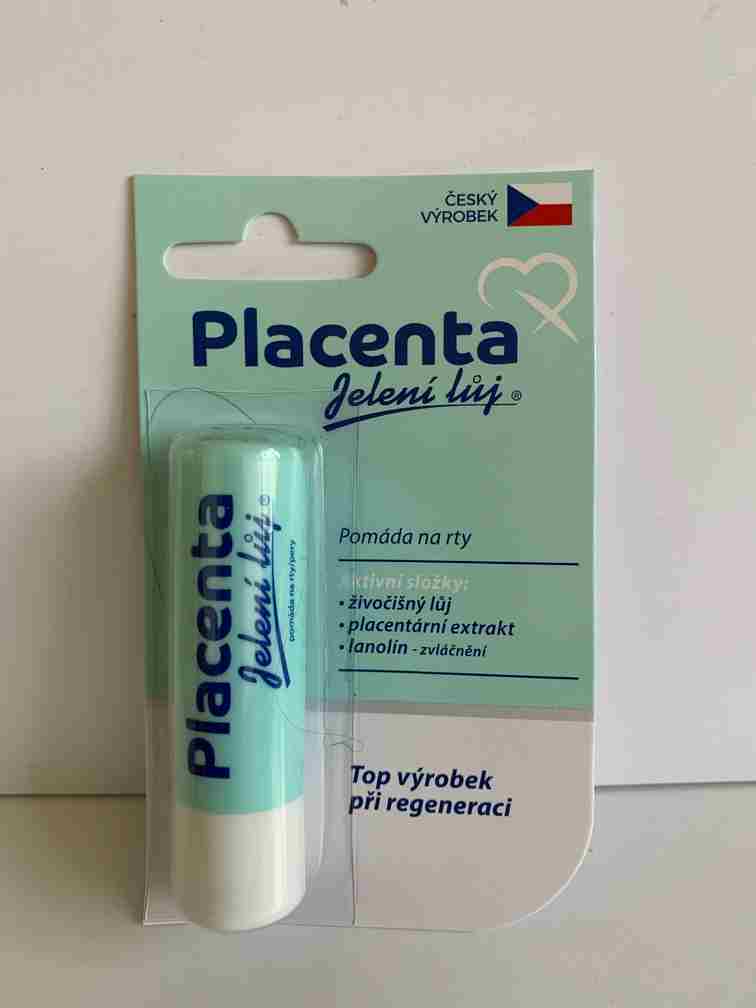 ČESKÝ
VÝROBEK
Placenta
Jelení lůj ®
Pomáda na rty
Aktivní složky:
• živočišný lůj
• placentární extrakt
• lanolín - zvláčnění
Top výrobek
při regeneraci
Placenta
Jelení lůj ®
pomáda na rty/pery